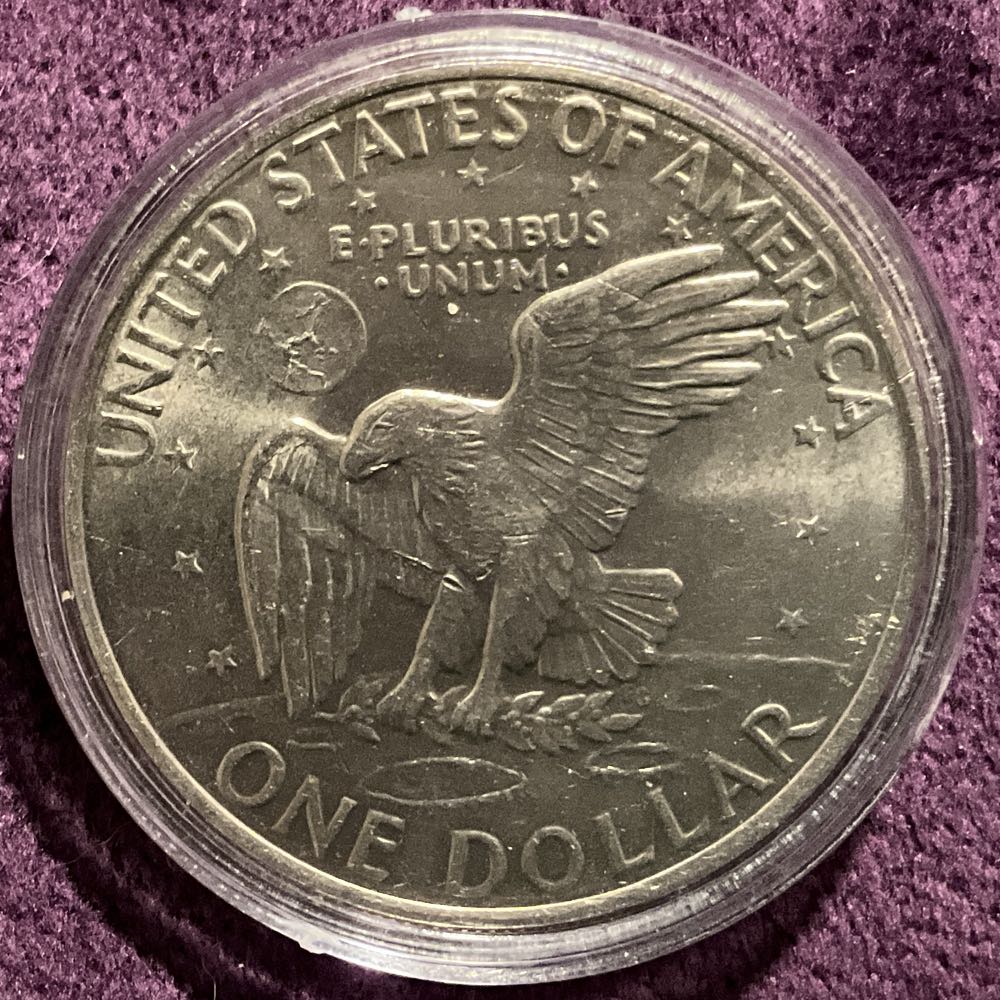 UNITED STATES OF AMERICA
E·PLURIBUS
·UNUM·
ONE DOLLAR